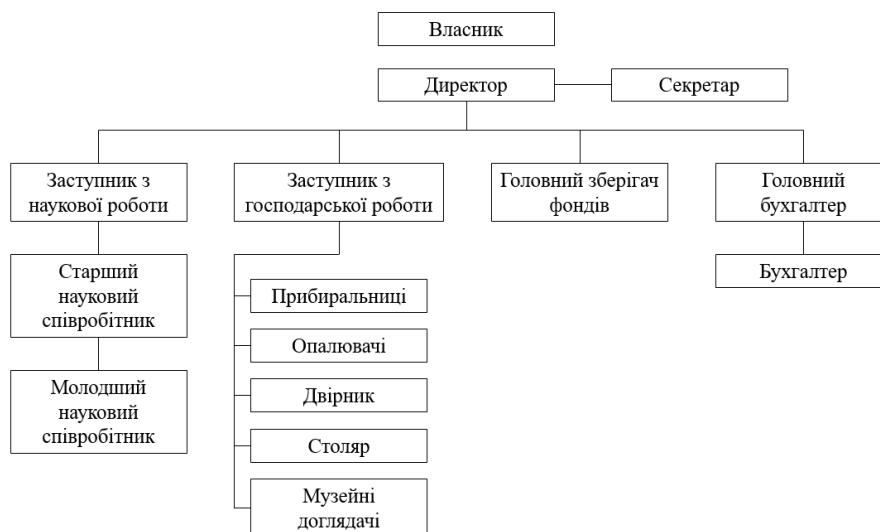 Власник
Директор
Секретар
Заступник з
наукової роботи
Заступник з
господарської роботи
Головний зберігач
фондів
Головний
бухгалтер
Старший
науковий
співробітник
Бухгалтер
Прибиральниці
Опалювачі
Молодший
науковий
співробітник
Двірник
Столяр
Музейні
доглядачі